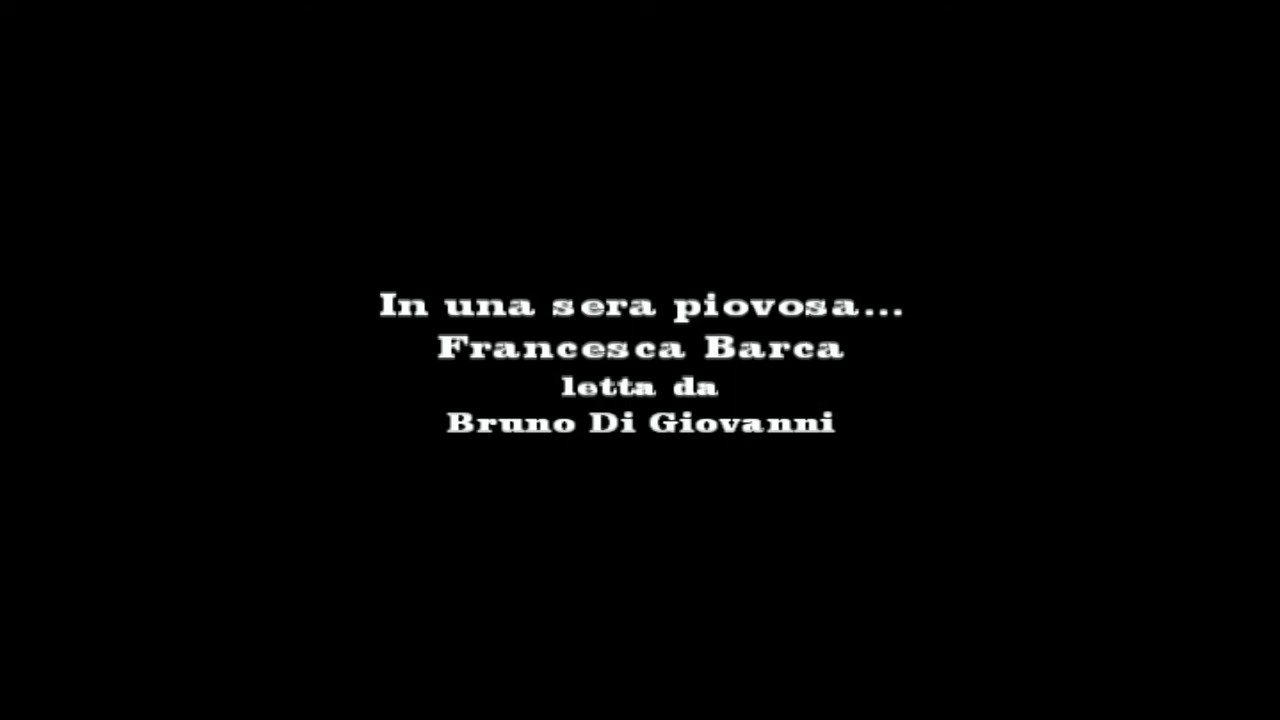 In una sera piovosa...
Francesca Barca
letta da
Bruno Di Giovanni